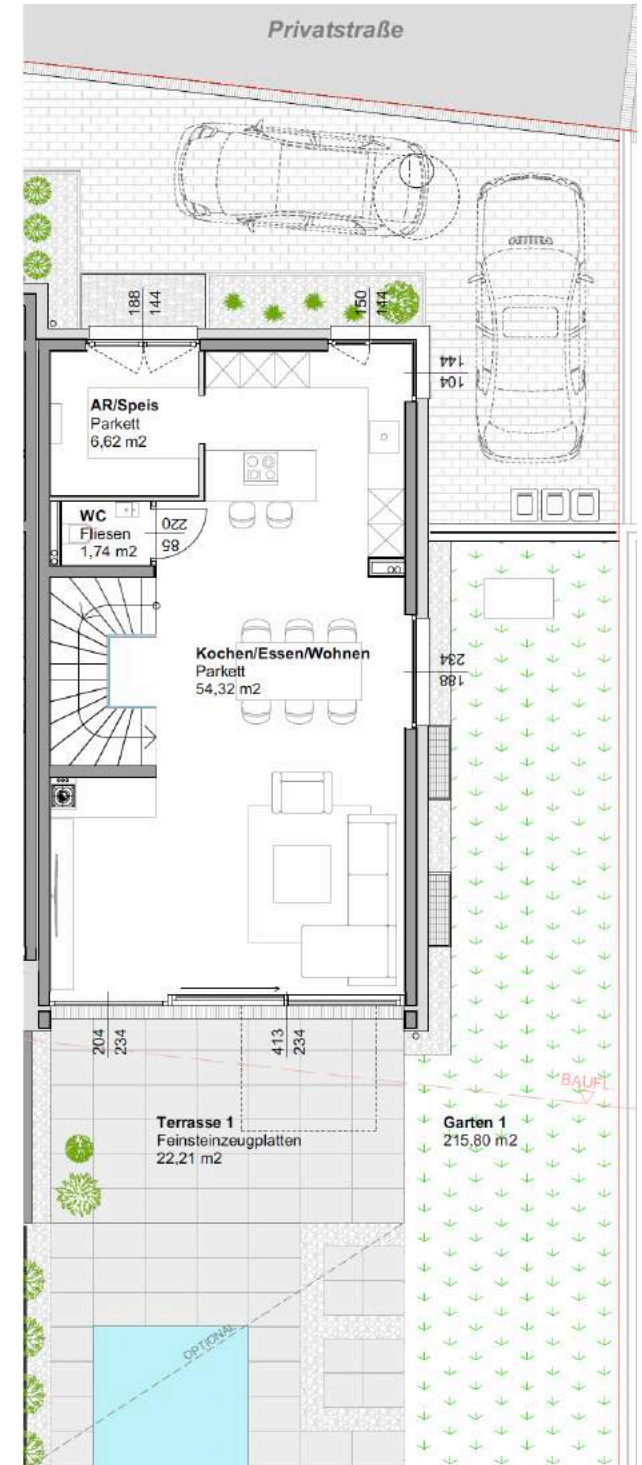 Privatstraße
188
144
150
144
144
104
AR/Speis
Parkett
6,62 m2
WC
Fliesen
1,74 m2
220
85
Kochen/Essen/Wohnen
Parkett
54,32 m2
234
188
204
234
413
234
BAUFL
Terrasse 1
Feinsteinzeugplatten
22,21 m2
Garten 1
215,80 m2
OPTIONAL